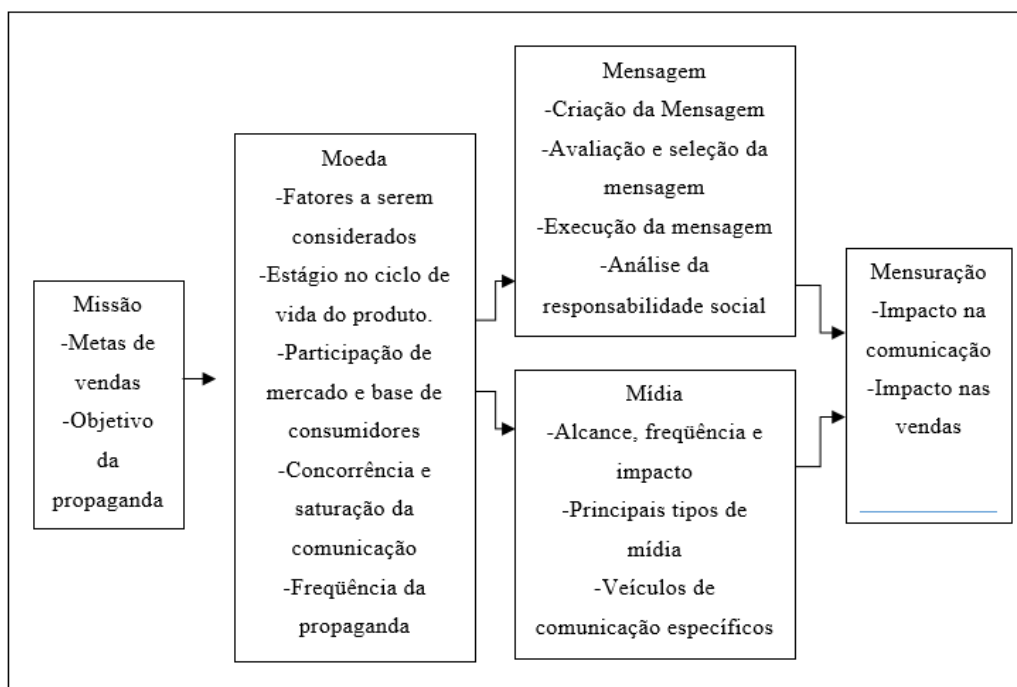 Missão
-Metas de
vendas
-Objetivo
da
propaganda
Moeda
-Fatores a serem
considerados
-Estágio no ciclo de
vida do produto.
-Participação de
mercado e base de
consumidores
-Concorrência e
saturação da
comunicação
-Freqüência da
propaganda
Mensagem
-Criação da Mensagem
-Avaliação e seleção da
mensagem
-Execução da mensagem
-Análise da
responsabilidade social
Mídia
-Alcance, freqüência e
impacto
-Principais tipos de
mídia
-Veículos de
comunicação específicos
Mensuração
-Impacto na
comunicação
-Impacto nas
vendas